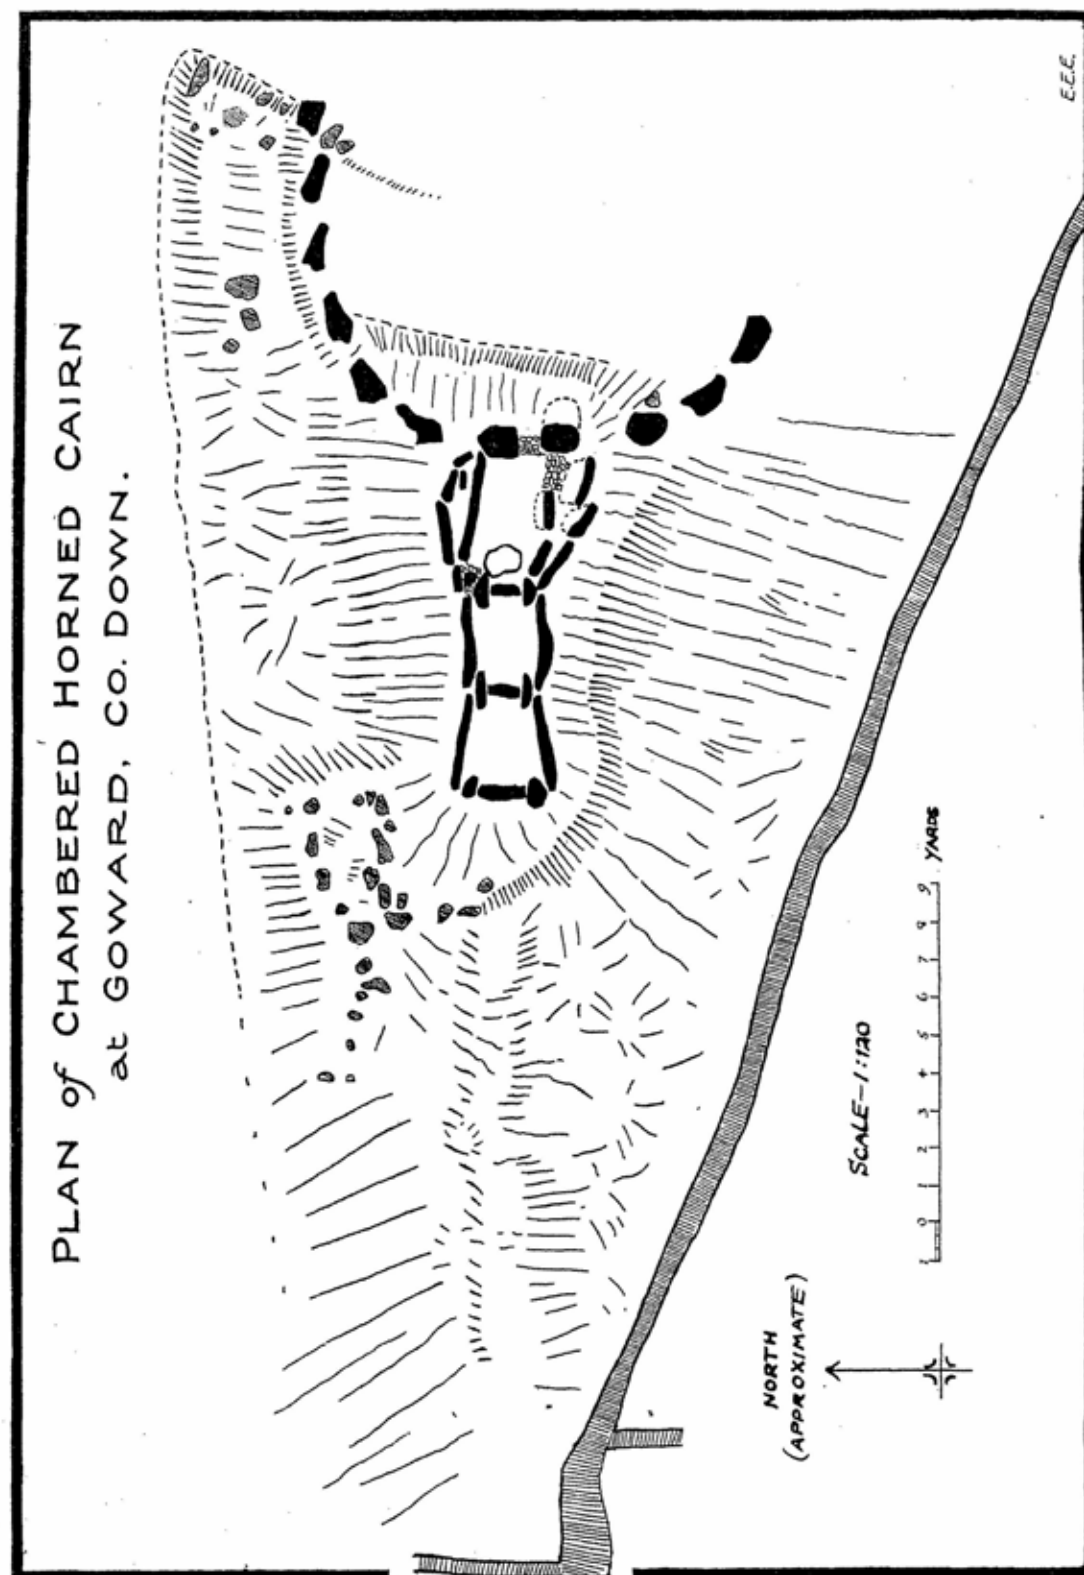 PLAN of CHAMBERED HORNED CAIRN
at GOWARD, CO. DOWN.
E.E.E.
SCALE-1:120
1 0 1 2 3 4 5 6 7 8 9 YARDS
NORTH
(APPROXIMATE)